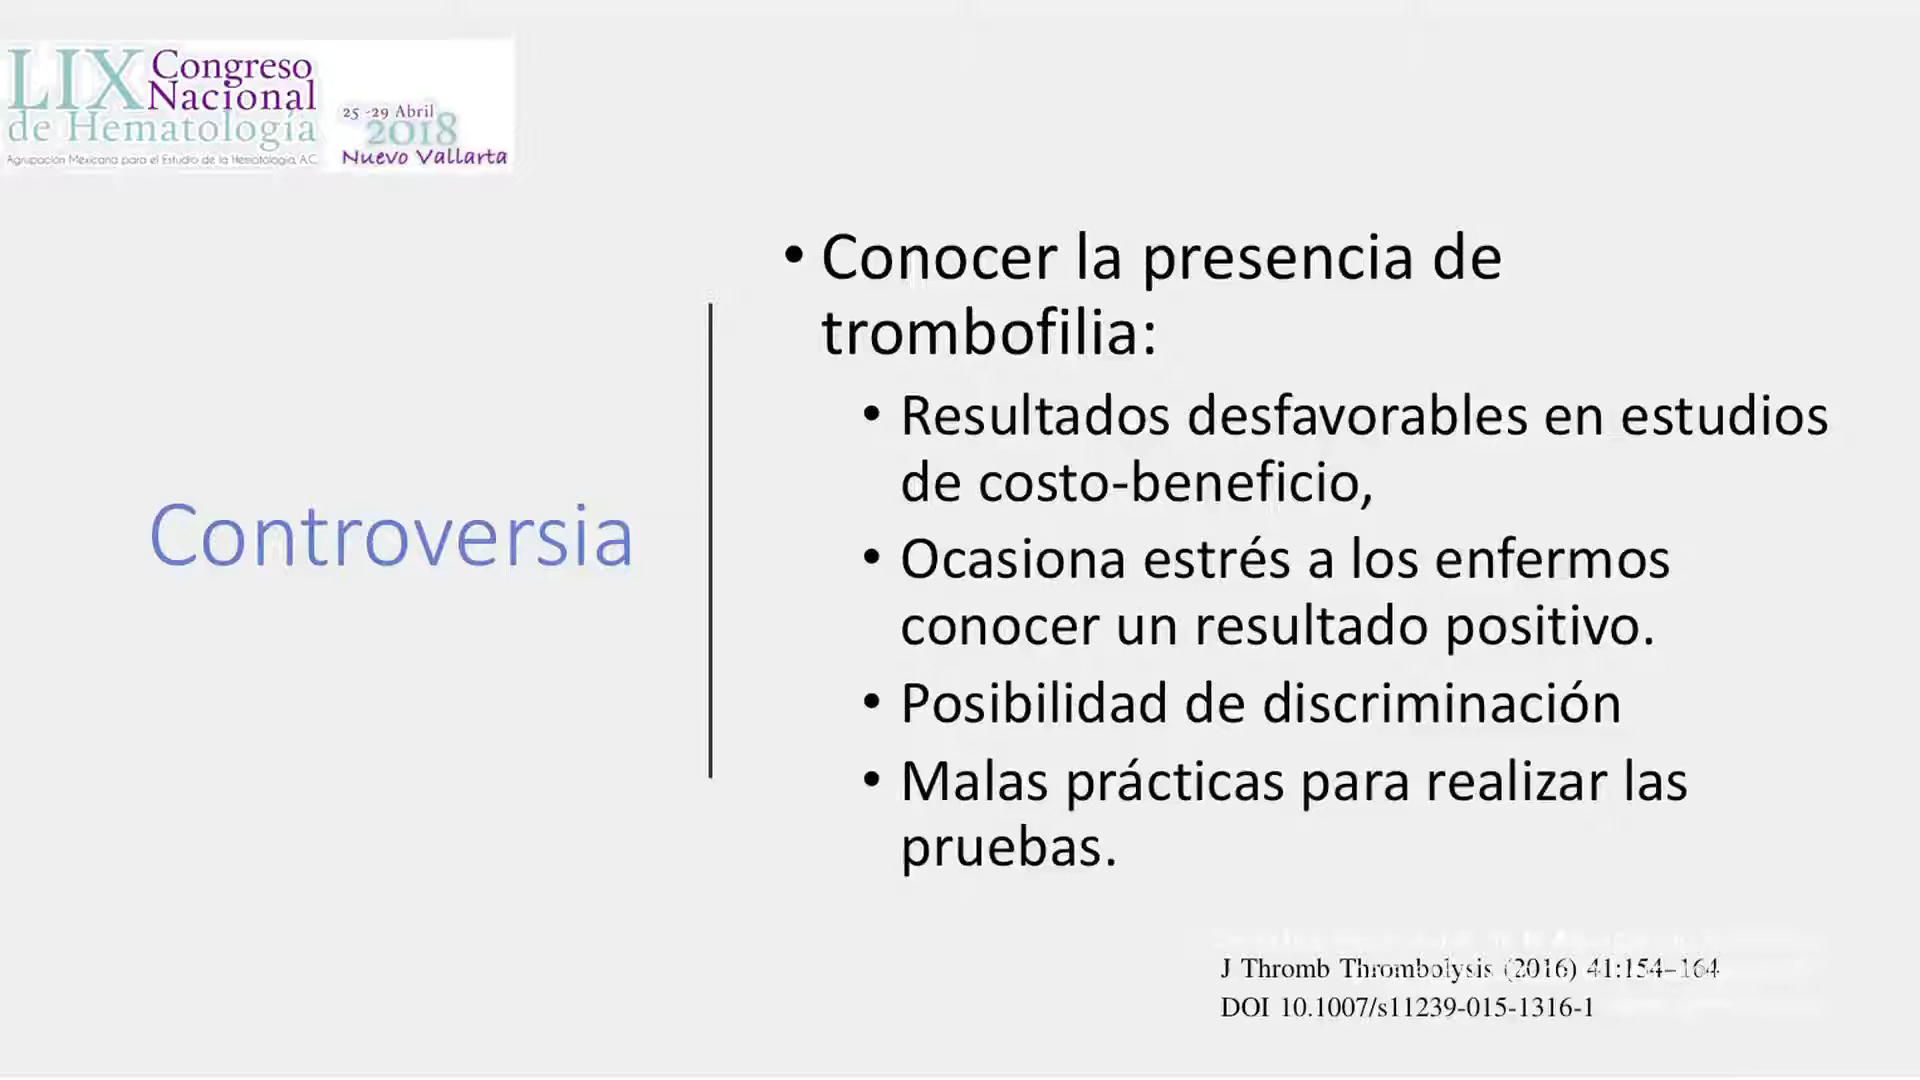 LIX Congreso
Nacional
de Hematología
Agrupación Mexicana para el Estudio de la Hematología, A.C.
25 -29 Abril
2018
Nuevo Vallarta
Controversia
• Conocer la presencia de
trombofilia:
• Resultados desfavorables en estudios
de costo-beneficio,
• Ocasiona estrés a los enfermos
conocer un resultado positivo.
• Posibilidad de discriminación
• Malas prácticas para realizar las
pruebas.
J Thromb Thrombolysis (2016) 41:154–164
DOI 10.1007/s11239-015-1316-1